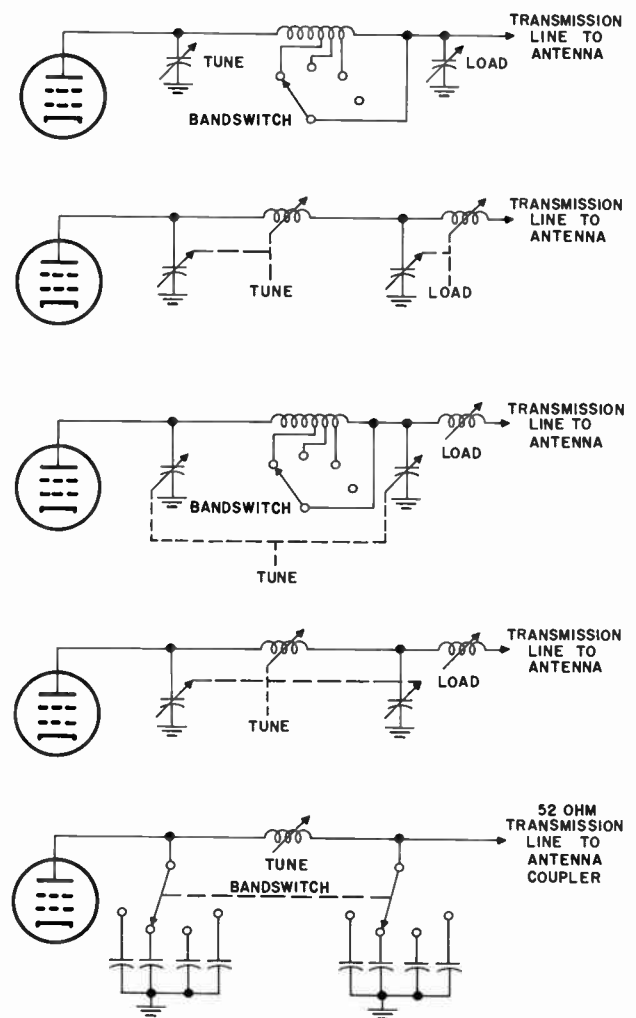 TRANSMISSION
LINE TO
ANTENNA
TUNE
LOAD
BANDSWITCH
TRANSMISSION
LINE TO
ANTENNA
TUNE
LOAD
TRANSMISSION
LINE TO
ANTENNA
LOAD
BANDSWITCH
TUNE
TRANSMISSION
LINE TO
ANTENNA
LOAD
TUNE
52 OHM
TRANSMISSION
LINE TO
ANTENNA
COUPLER
TUNE
BANDSWITCH